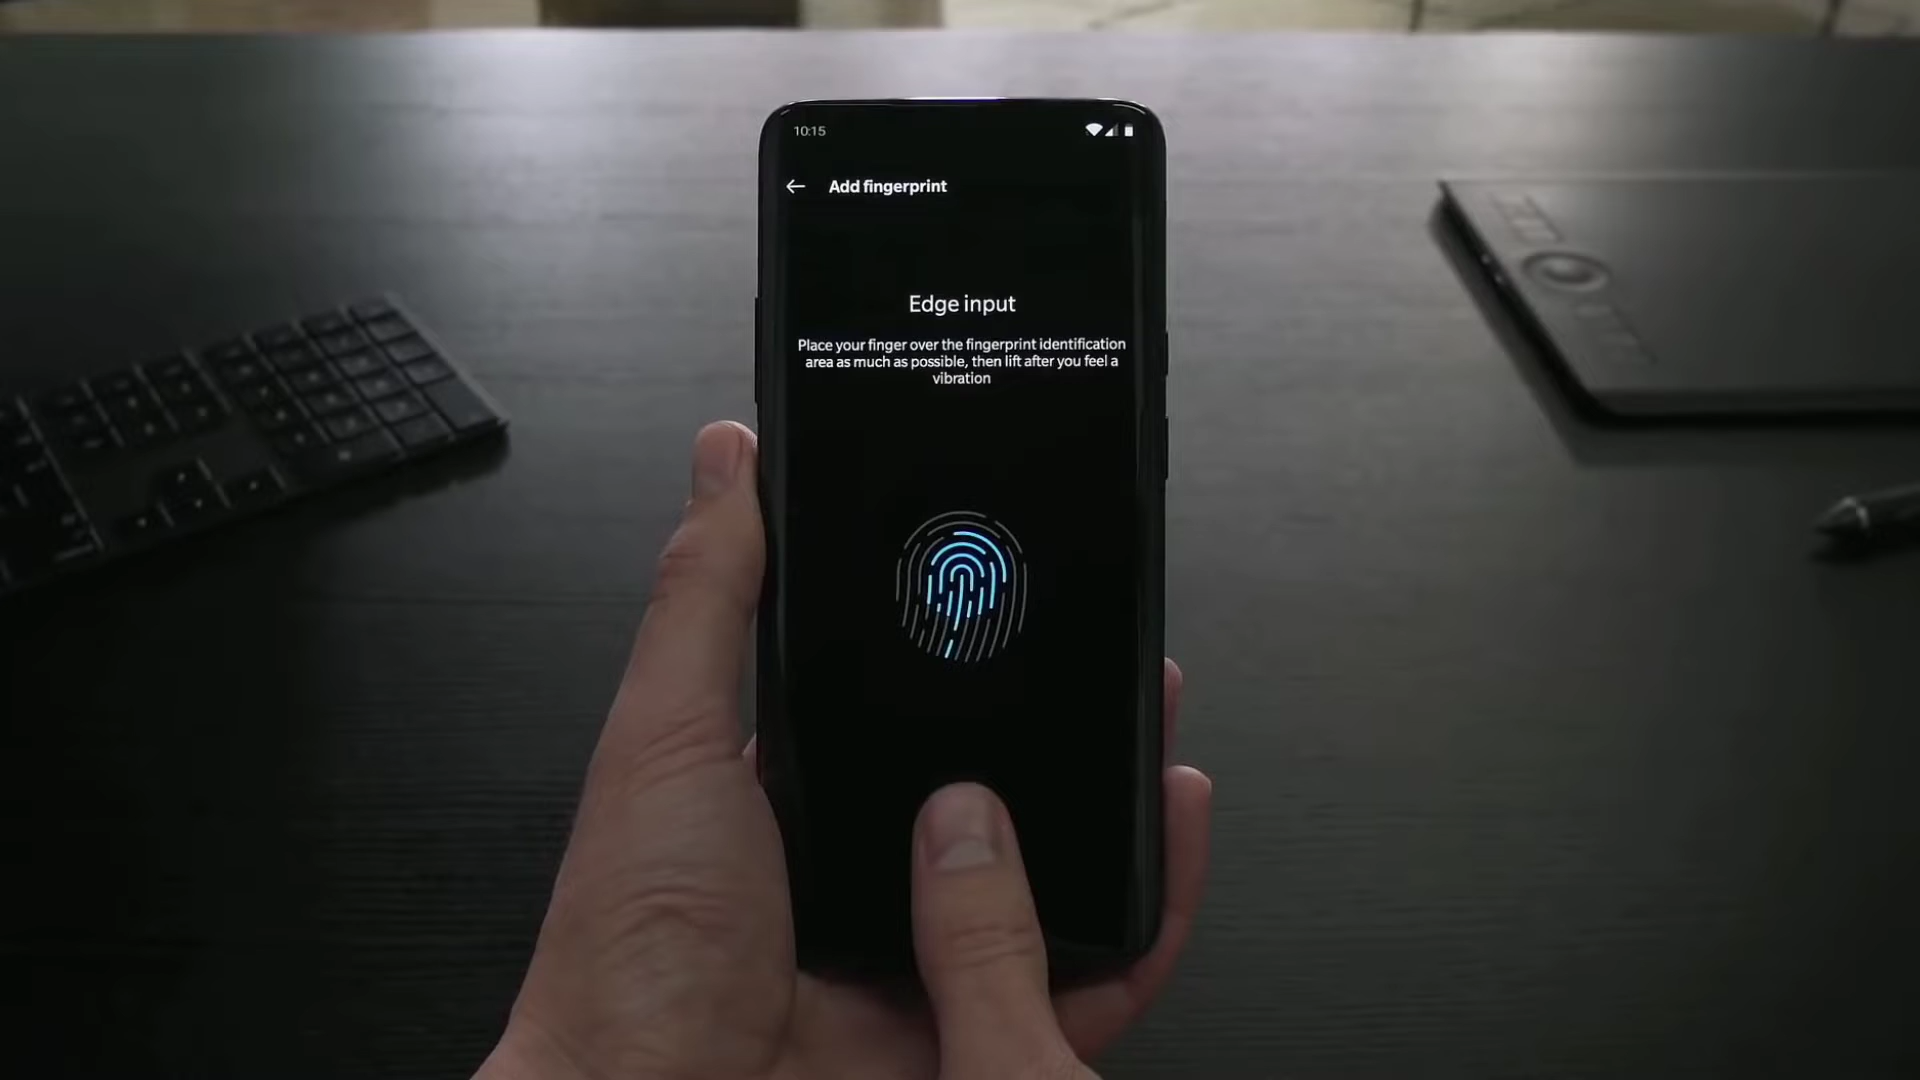 10:15
Add fingerprint
Edge input
Place your finger over the fingerprint identification
area as much as possible, then lift after you feel a
vibration